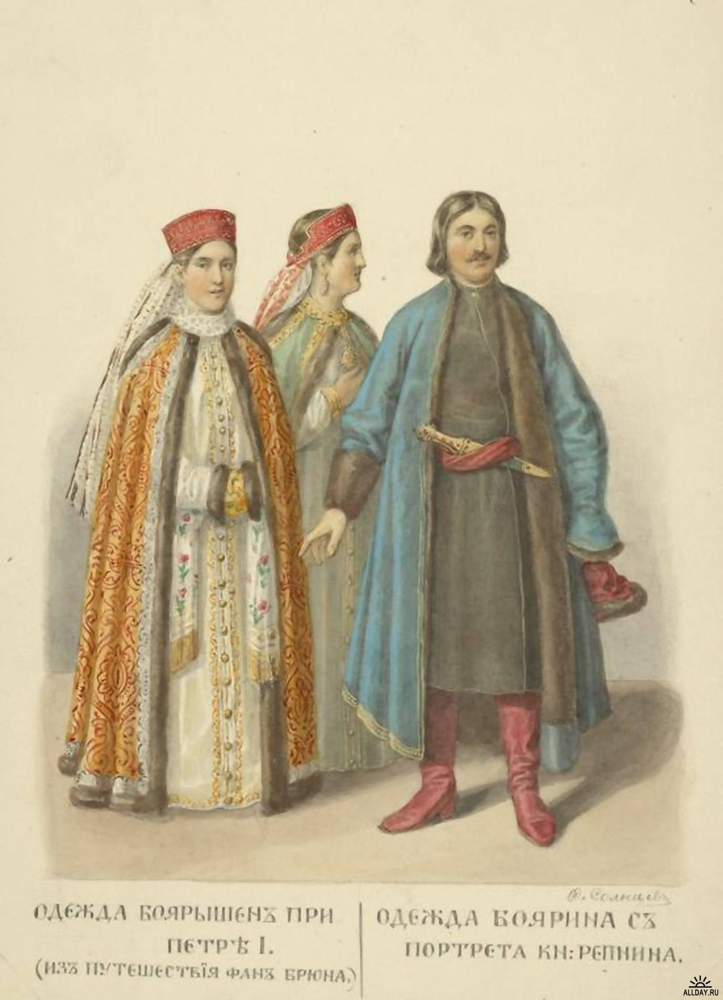 Ѳ. Солнцевъ
ОДЕЖДА БОЯРЫШЕНЪ ПРИ
ПЕТРѢ I.
(ИЗЪ ПУТЕШЕСТВІЯ ФАНЪ БРЮНА.)
ОДЕЖДА БОЯРИНА СЪ
ПОРТРЕТА КН: РЕПНИНА.
ALLDAY.RU